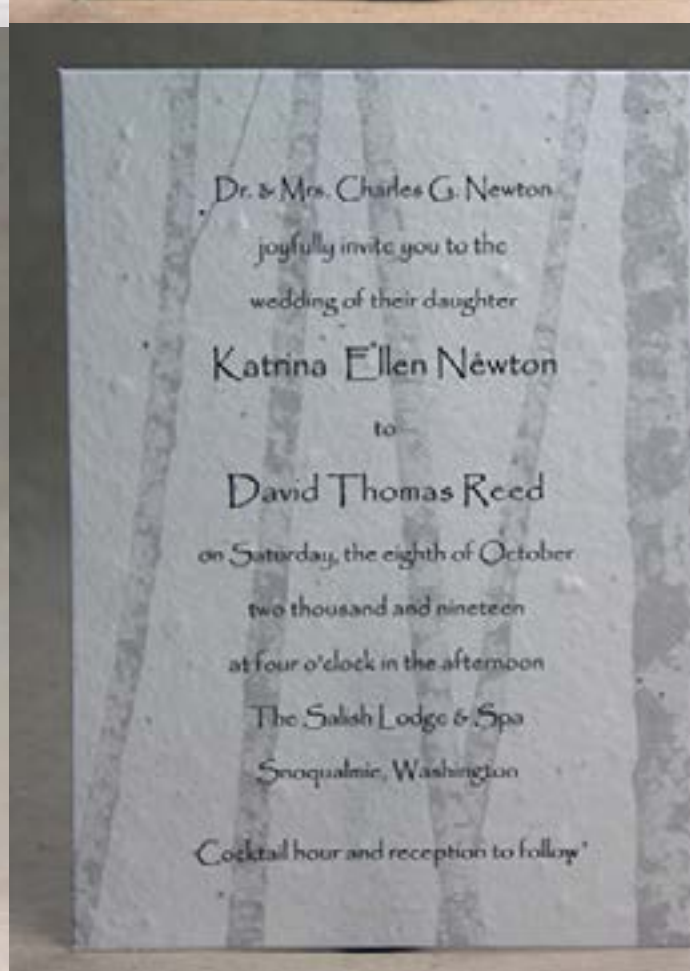 Dr. & Mrs. Charles G. Newton
joyfully invite you to the
wedding of their daughter
Katrina Ellen Newton
to
David Thomas Reed
on Saturday, the eighth of October
two thousand and nineteen
at four o'clock in the afternoon
The Salish Lodge & Spa
Snoqualmie, Washington
'Cocktail hour and reception to follow'